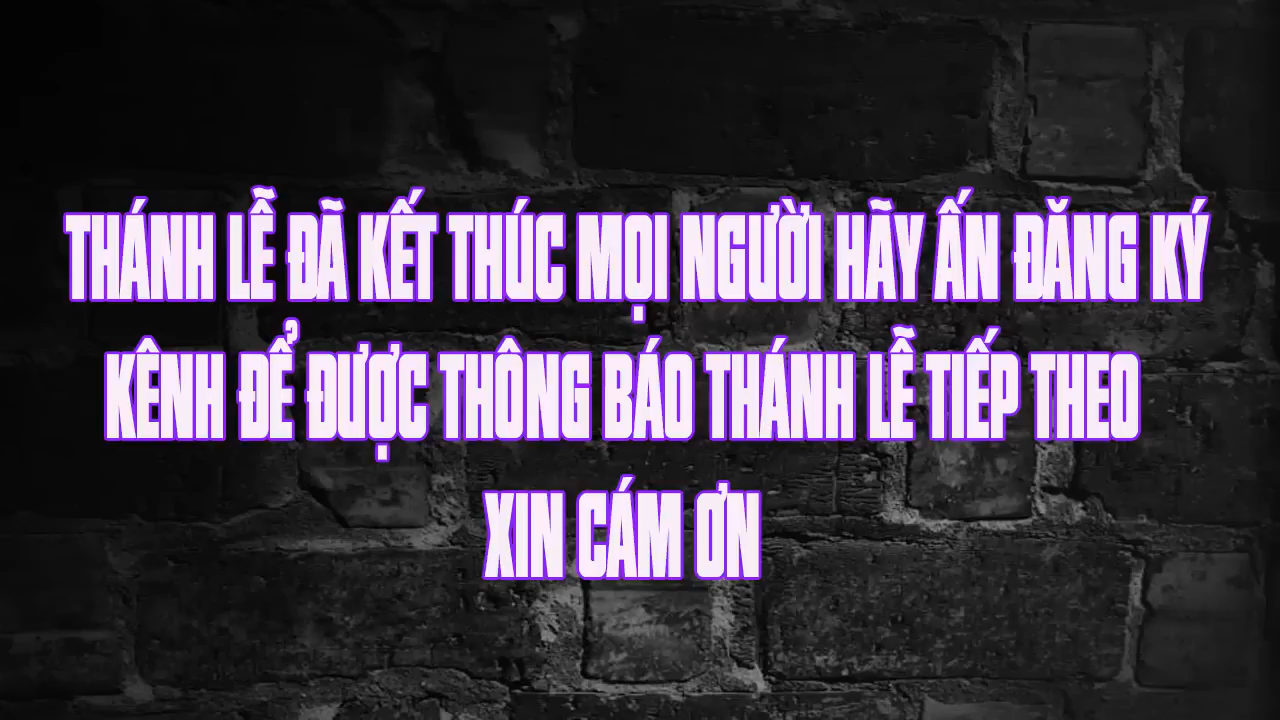 THÁNH LỄ ĐÃ KẾT THÚC MỌI NGƯỜI HÃY ẤN ĐĂNG KÝ
KÊNH ĐỂ ĐƯỢC THÔNG BÁO THÁNH LỄ TIẾP THEO
XIN CÁM ƠN